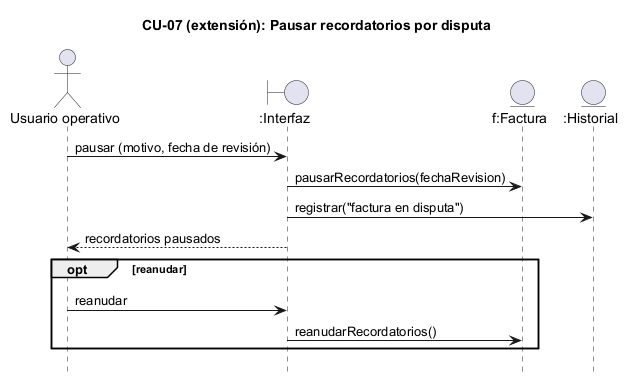 CU-07 (extensión): Pausar recordatorios por disputa
Usuario operativo
:Interfaz
f:Factura
:Historial
pausar (motivo, fecha de revisión)
pausarRecordatorios(fechaRevision)
registrar("factura en disputa")
recordatorios pausados
opt
[reanudar]
reanudar
reanudarRecordatorios()